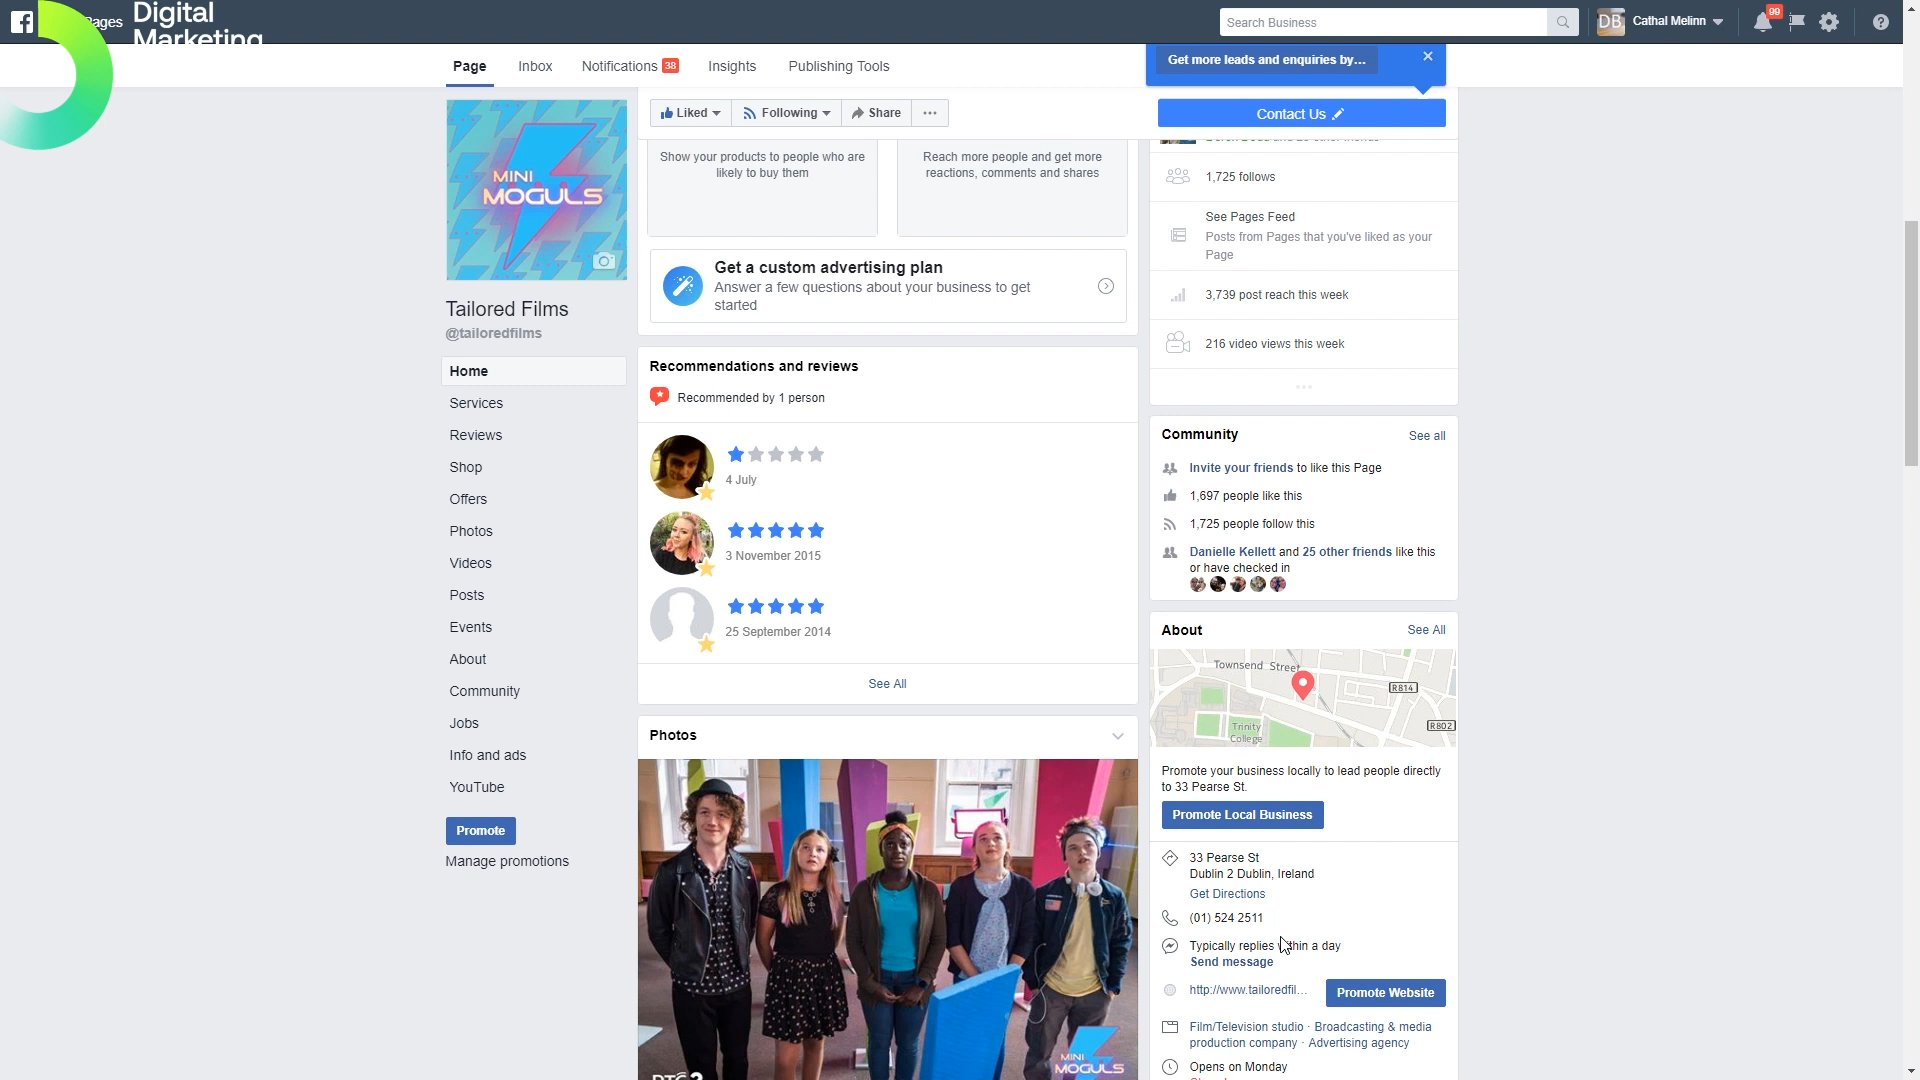 Digital
Marketing
ages
Search Business
DB
Cathal Melinn
99
Page
Inbox
Notifications
38
Insights
Publishing Tools
Get more leads and enquiries by...
Liked
Following
Share
Contact Us
MINI
MOGULS
Show your products to people who are
likely to buy them
Reach more people and get more
reactions, comments and shares
1,725 follows
See Pages Feed
Posts from Pages that you've liked as your
Page
3,739 post reach this week
216 video views this week
Get a custom advertising plan
Answer a few questions about your business to get
started
Tailored Films
@tailoredfilms
Home
Services
Reviews
Shop
Offers
Photos
Videos
Posts
Events
About
Community
Jobs
Info and ads
YouTube
Promote
Manage promotions
Recommendations and reviews
Recommended by 1 person
4 July
3 November 2015
25 September 2014
See All
Photos
MINI
MOGULS
Community
See all
Invite your friends to like this Page
1,697 people like this
1,725 people follow this
Danielle Kellett and 25 other friends like this
or have checked in
About
See All
Townsend Street
R814
R802
Trinity
College
Promote your business locally to lead people directly
to 33 Pearse St.
Promote Local Business
33 Pearse St
Dublin 2 Dublin, Ireland
Get Directions
(01) 524 2511
Typically replies within a day
Send message
http://www.tailoredfil...
Promote Website
Film/Television studio · Broadcasting & media
production company · Advertising agency
Opens on Monday